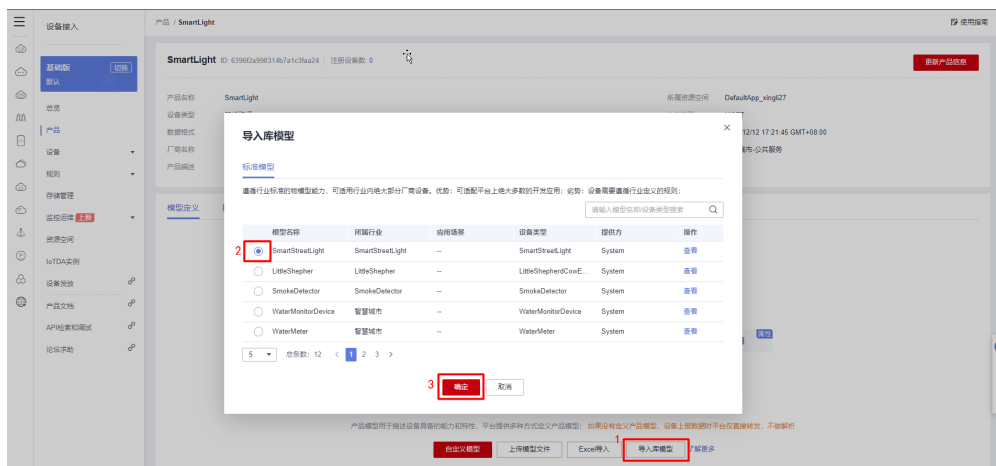 设备接入
产品 / SmartLight
使用指南
基础版
切换
默认
SmartLight ID: 6396f2a998314b7a1c3faa24 注册设备数: 0
更新产品信息
总览
产品
设备
规则
存储管理
监控运维 上新
资源空间
IoTDA实例
设备发放
产品文档
API检索和调试
论坛求助
产品名称 SmartLight
所属资源空间 DefaultApp_xingli27
设备类型
数据格式
12/12 17:21:45 GMT+08:00
厂商名称
市-公共服务
产品描述
模型定义
导入库模型
标准模型
遵循行业标准的物模型能力，可适用行业内绝大部分厂商设备。优势：可适配平台上绝大多数的开发应用；劣势：设备需要遵循行业定义的规则；
请输入模型名称/设备类型搜索
模型名称 所属行业 应用场景 设备类型 提供方 操作
2 SmartStreetLight SmartStreetLight -- SmartStreetLight System 查看
LittleShepher LittleShepher -- LittleShepherdCowE... System 查看
SmokeDetector SmokeDetector -- SmokeDetector System 查看
WaterMonitorDevice 智慧城市 -- WaterMonitorDevice System 查看
WaterMeter 智慧城市 -- WaterMeter System 查看
5 总条数: 12 < 1 2 3 >
3 确定 取消
属性
产品模型用于描述设备具备的能力和特性，平台提供多种方式定义产品模型；如果没有定义产品模型，设备上报数据时平台仅直接转发，不做解析
1
自定义模型 上传模型文件 Excel导入 导入库模型 了解更多